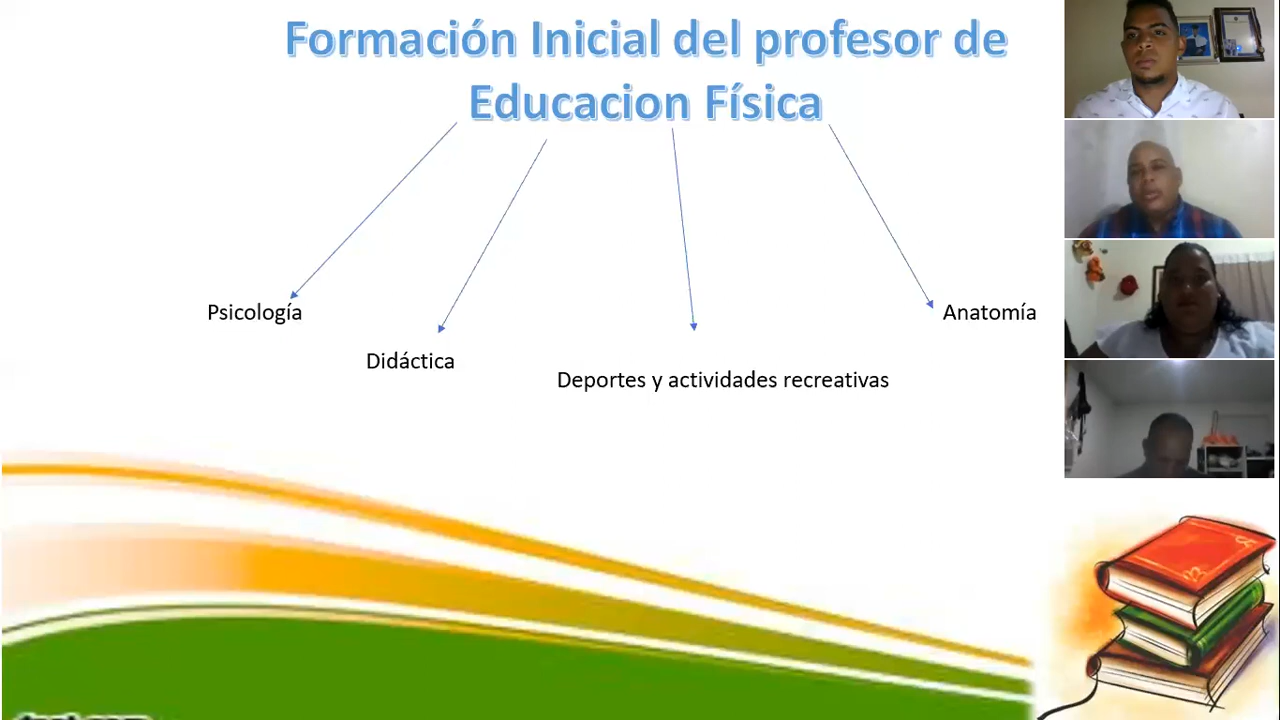 Formación Inicial del profesor de
Educacion Física
Psicología
Anatomía
Didáctica
Deportes y actividades recreativas